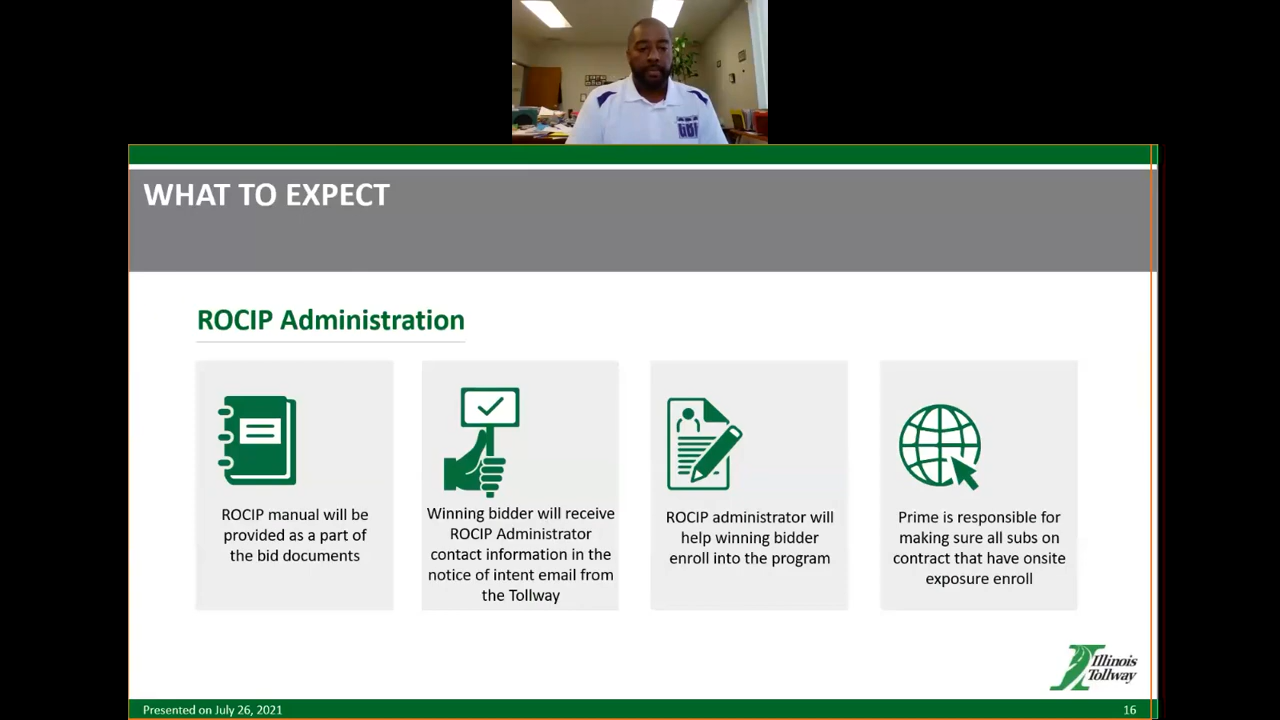 WHAT TO EXPECT
ROCIP Administration
ROCIP manual will be
provided as a part of
the bid documents
Winning bidder will receive
ROCIP Administrator
contact information in the
notice of intent email from
the Tollway
ROCIP administrator will
help winning bidder
enroll into the program
Prime is responsible for
making sure all subs on
contract that have onsite
exposure enroll
Illinois
Tollway
Presented on July 26, 2021
16